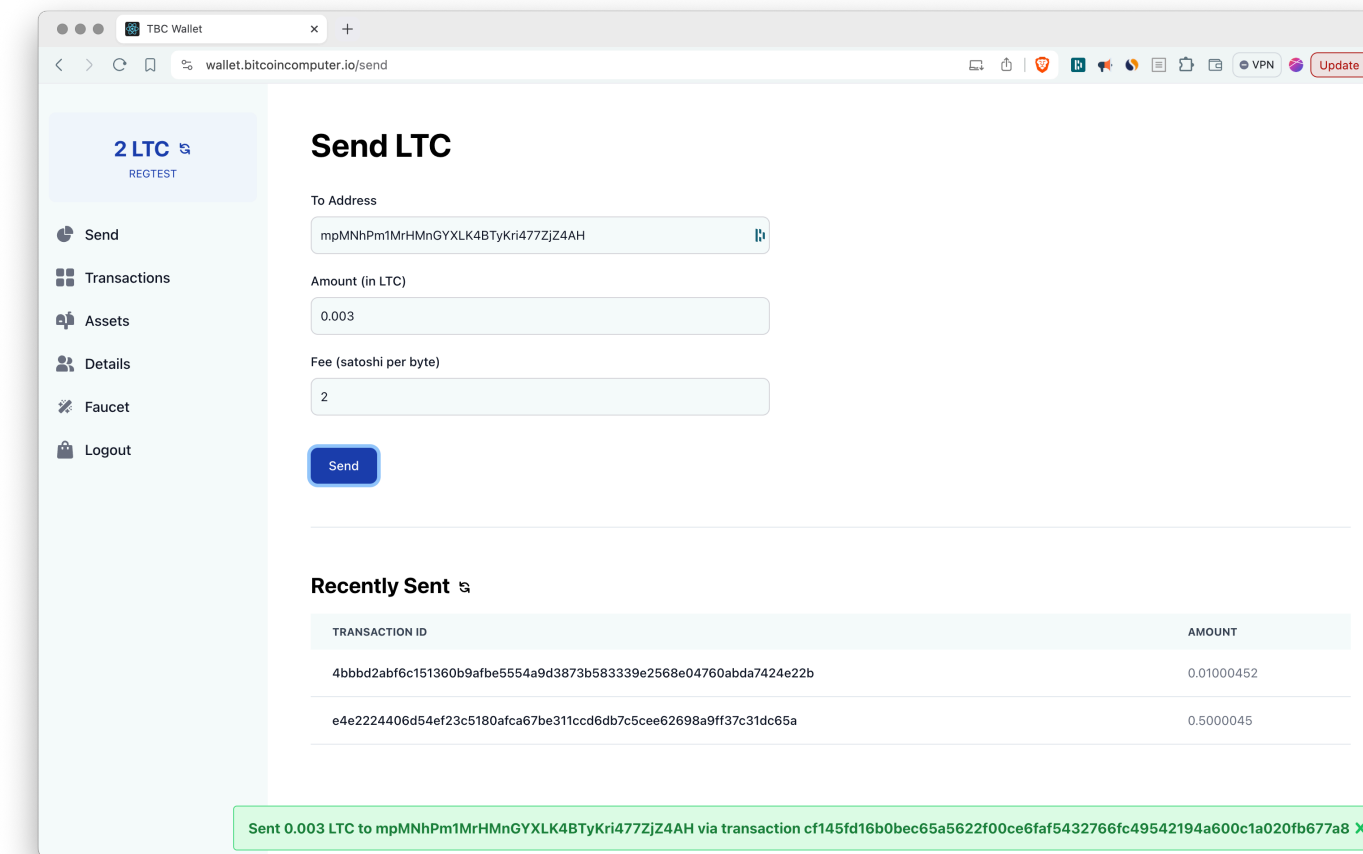 TBC Wallet
wallet.bitcoincomputer.io/send
VPN
Update
2 LTC
REGTEST
Send
Transactions
Assets
Details
Faucet
Logout
Send LTC
To Address
mpMNhPm1MrHMnGYXLK4BTyKri477ZjZ4AH
Amount (in LTC)
0.003
Fee (satoshi per byte)
2
Send
Recently Sent
TRANSACTION ID AMOUNT
4bbbd2abf6c151360b9afbe5554a9d3873b583339e2568e04760abda7424e22b 0.01000452
e4e2224406d54ef23c5180afca67be311ccd6db7c5cee62698a9ff37c31dc65a 0.5000045
Sent 0.003 LTC to mpMNhPm1MrHMnGYXLK4BTyKri477ZjZ4AH via transaction cf145fd16b0bec65a5622f00ce6faf5432766fc49542194a600c1a020fb677a8